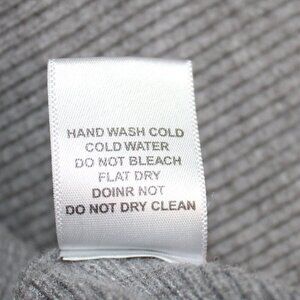 HAND WASH COLD
COLD WATER
DO NOT BLEACH
FLAT DRY
DOINR NOT
DO NOT DRY CLEAN